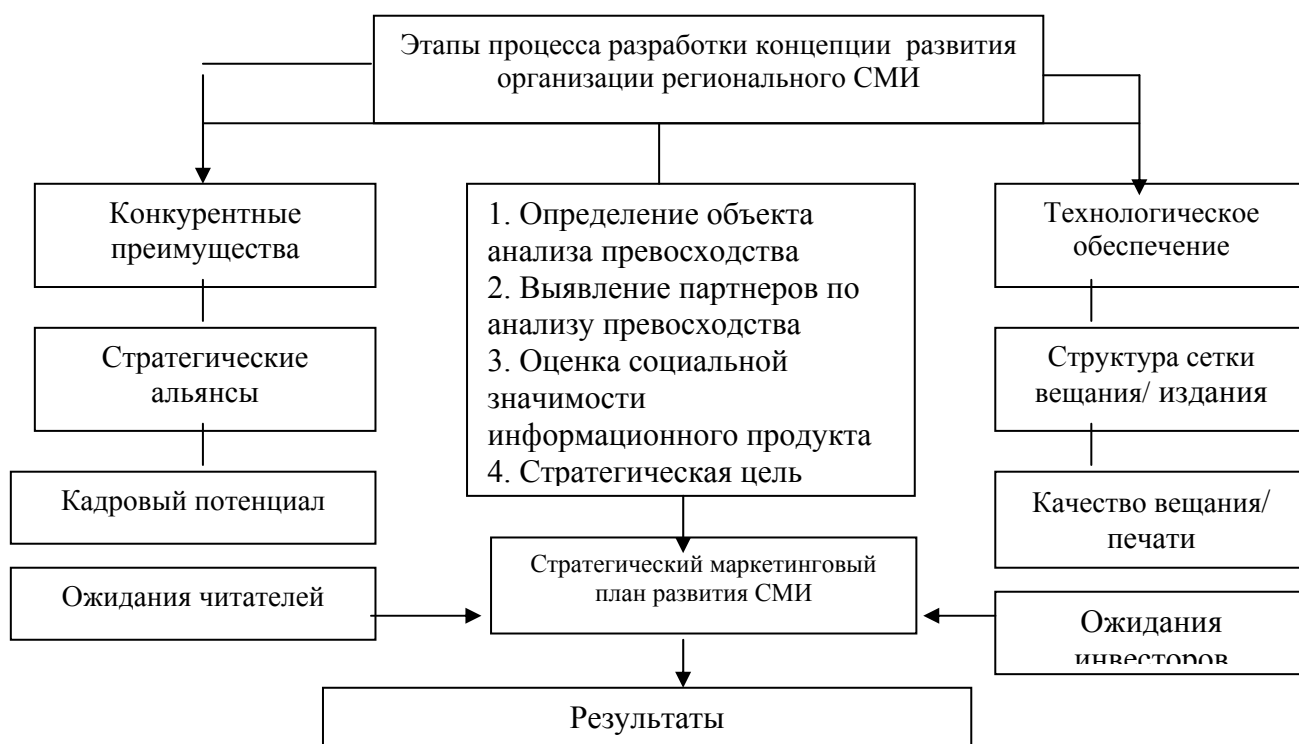 Этапы процесса разработки концепции развития
организации регионального СМИ
Конкурентные
преимущества
Стратегические
альянсы
Кадровый потенциал
Ожидания читателей
1. Определение объекта
анализа превосходства
2. Выявление партнеров по
анализу превосходства
3. Оценка социальной
значимости
информационного продукта
4. Стратегическая цель
Стратегический маркетинговый
план развития СМИ
Технологическое
обеспечение
Структура сетки
вещания/ издания
Качество вещания/
печати
Ожидания
инвесторов
Результаты